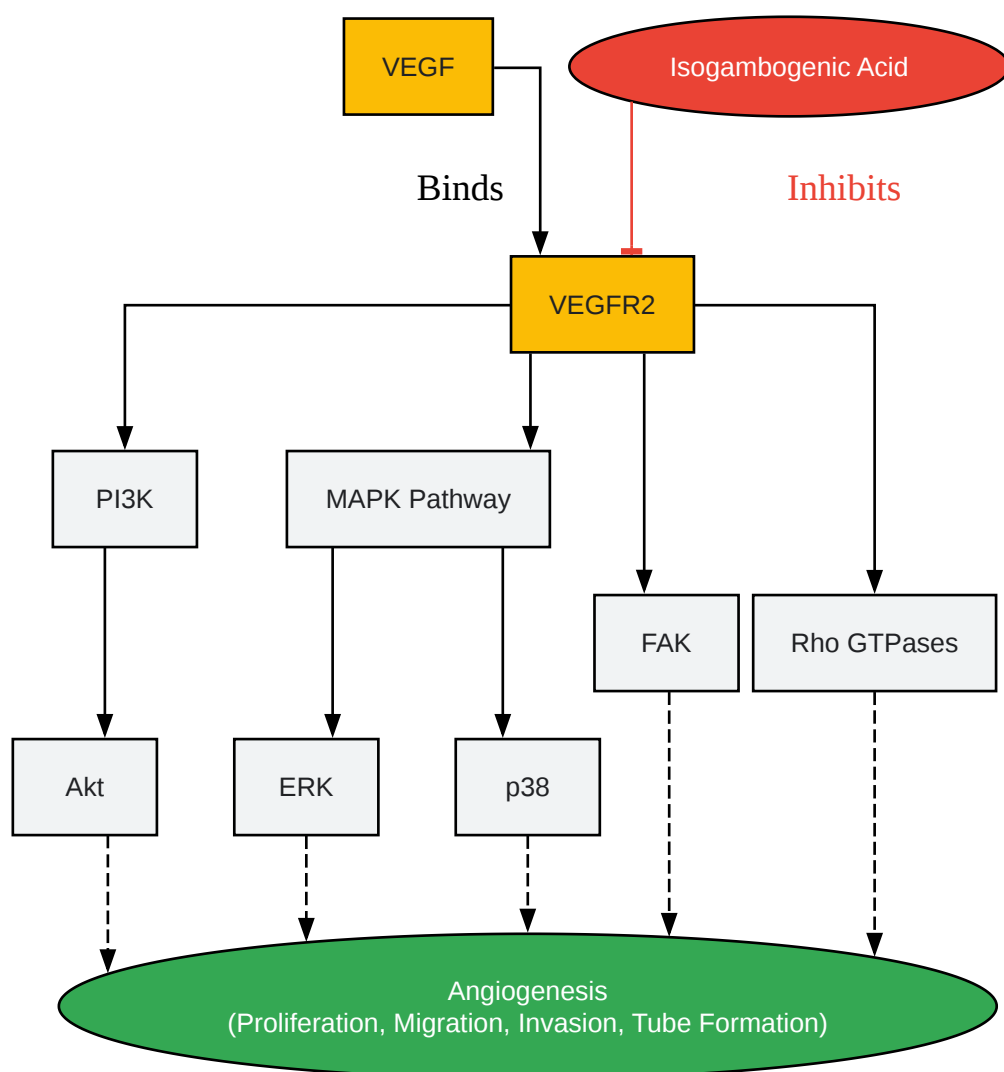 VEGF
Isogambogenic Acid
Binds
Inhibits
VEGFR2
PI3K
MAPK Pathway
FAK
Rho GTPases
Akt
ERK
p38
Angiogenesis
(Proliferation, Migration, Invasion, Tube Formation)